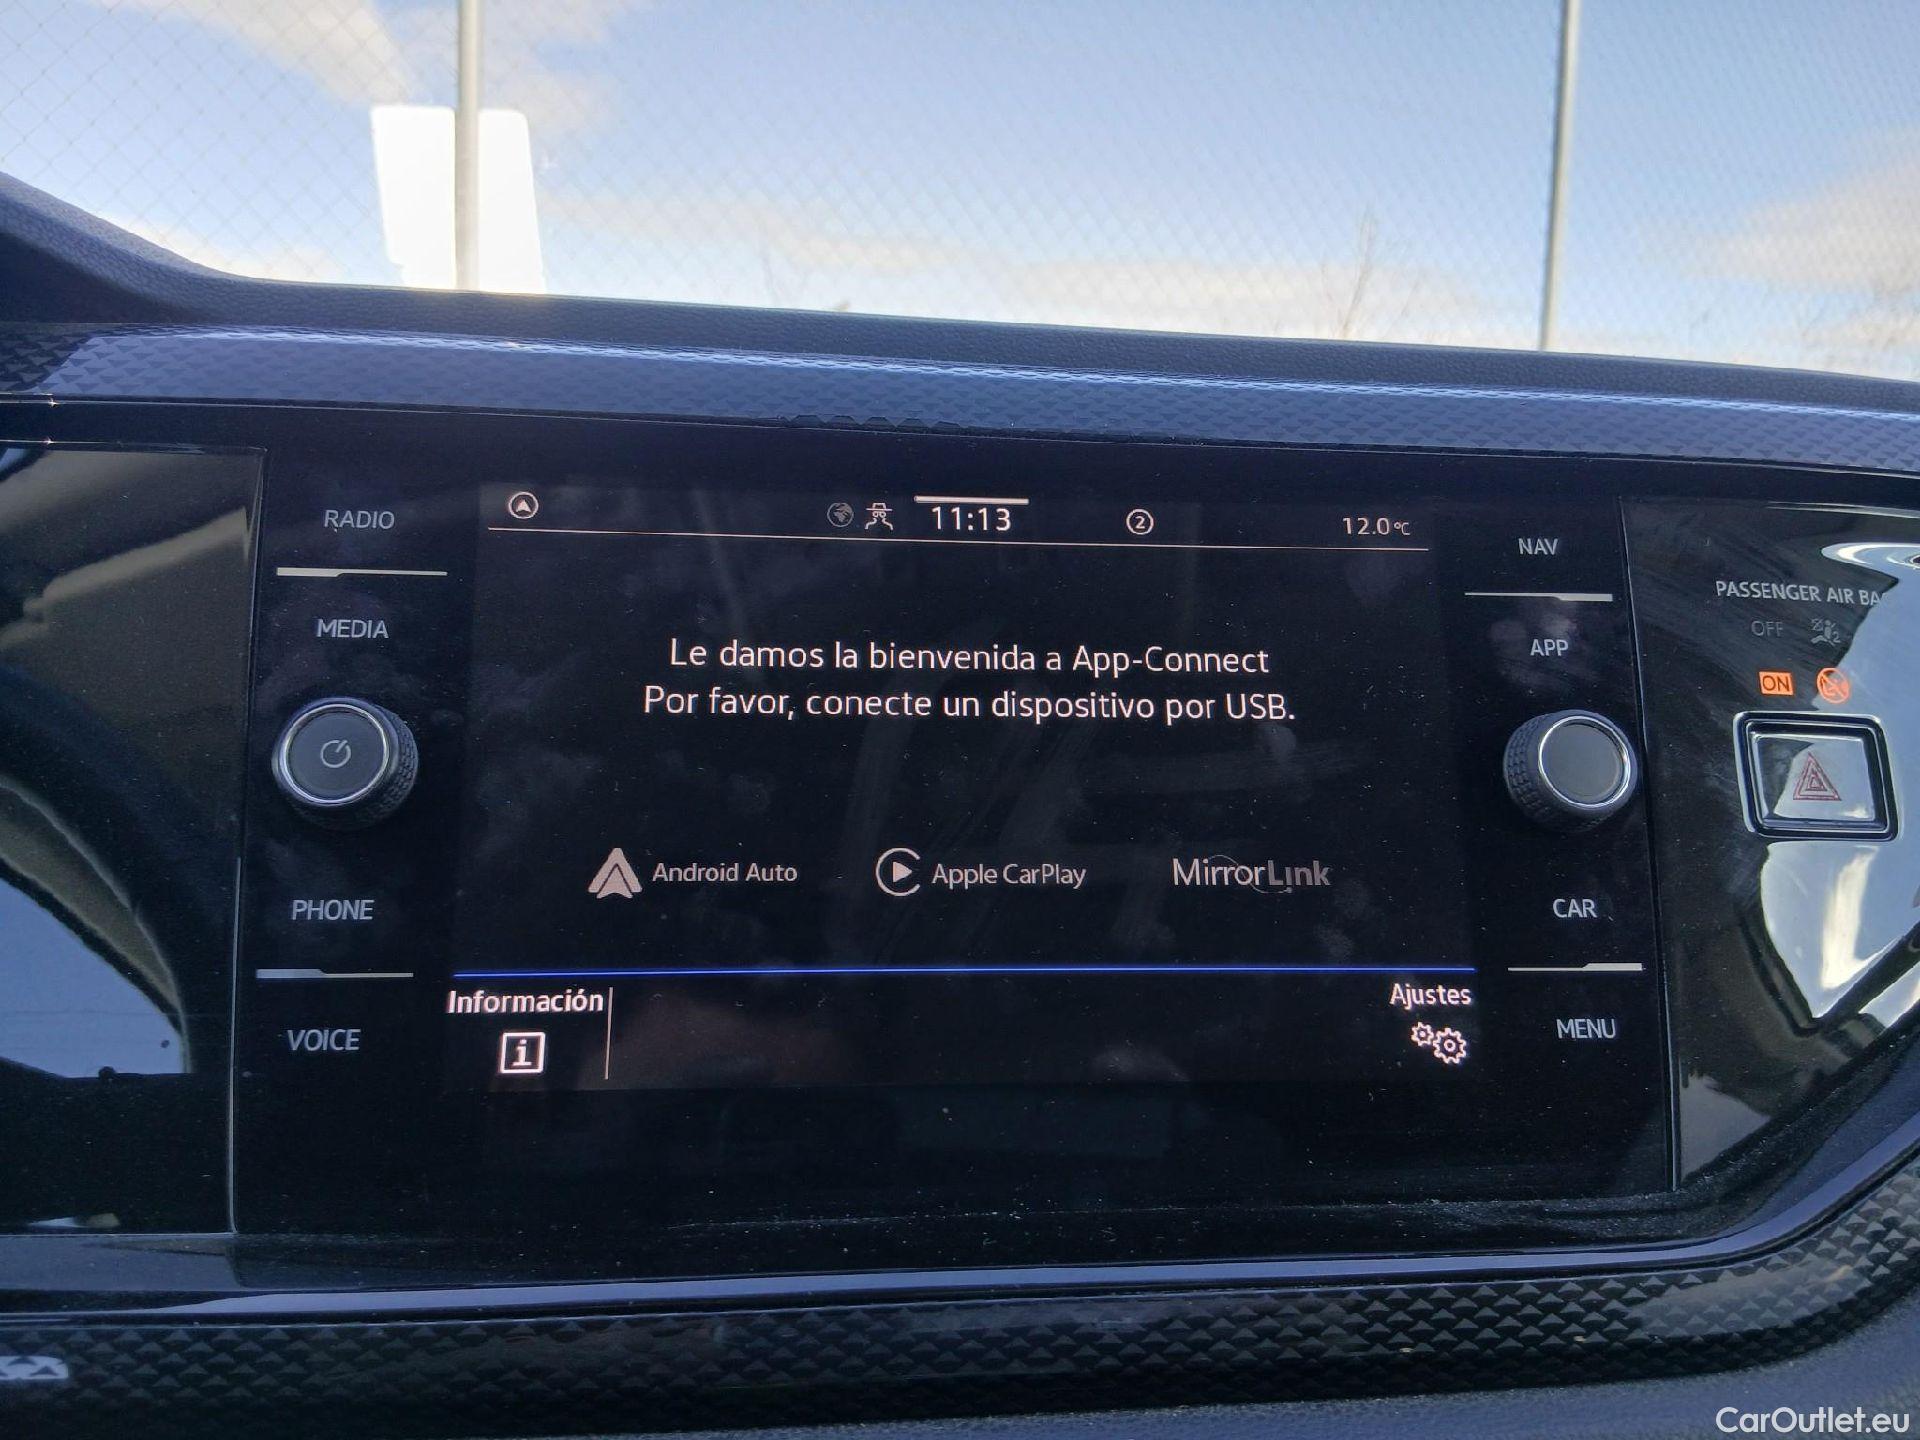 RADIO
MEDIA
PHONE
VOICE
11:13
2
12.0°C
Le damos la bienvenida a App-Connect
Por favor, conecte un dispositivo por USB.
Android Auto
Apple CarPlay
MirrorLink
Información
i
Ajustes
NAV
APP
CAR
MENU
PASSENGER AIR BA
OFF
ON
CarOutlet.eu